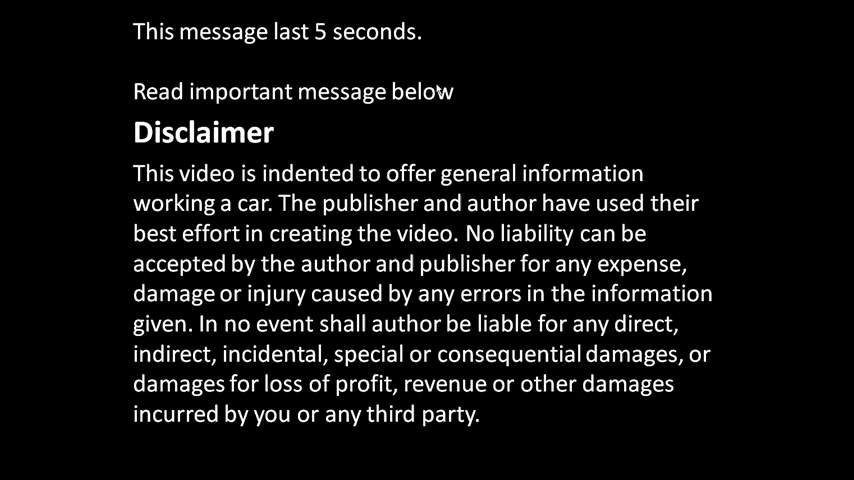 This message last 5 seconds.
Read important message below
Disclaimer
This video is indented to offer general information
working a car. The publisher and author have used their
best effort in creating the video. No liability can be
accepted by the author and publisher for any expense,
damage or injury caused by any errors in the information
given. In no event shall author be liable for any direct,
indirect, incidental, special or consequential damages, or
damages for loss of profit, revenue or other damages
incurred by you or any third party.